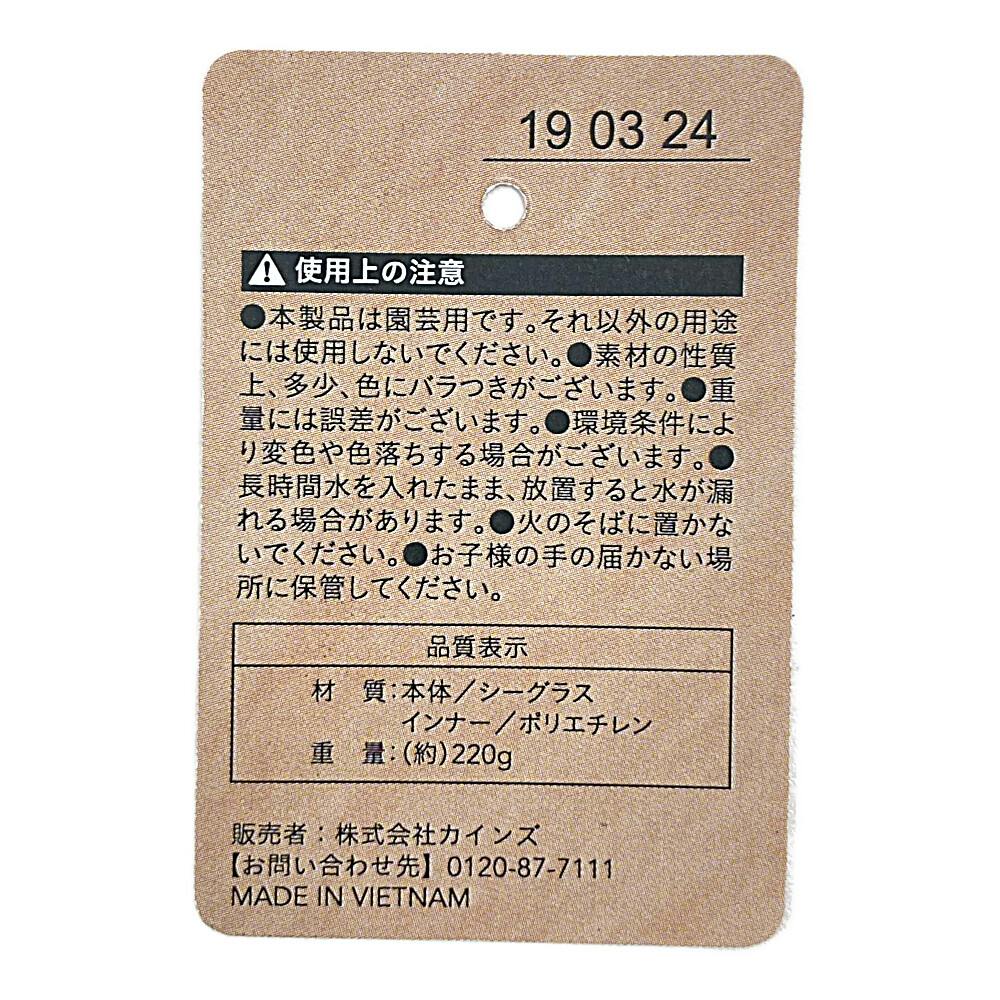 19 03 24
使用上の注意
●本製品は園芸用です。それ以外の用途
には使用しないでください。●素材の性質
上、多少、色にバラつきがございます。●重
量には誤差がございます。●環境条件によ
り変色や色落ちする場合がございます。●
長時間水を入れたまま、放置すると水が漏
れる場合があります。●火のそばに置かな
いでください。●お子様の手の届かない場
所に保管してください。
品質表示
材 質:本体/シーグラス
インナー/ポリエチレン
重 量:(約)220g
販売者:株式会社カインズ
【お問い合わせ先】0120-87-7111
MADE IN VIETNAM